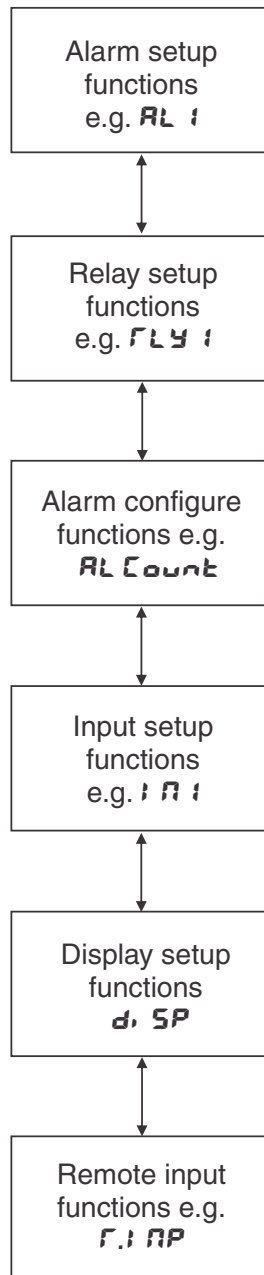 Alarm setup
functions
e.g. AL 1
Relay setup
functions
e.g. rLY 1
Alarm configure
functions e.g.
AL Count
Input setup
functions
e.g. I n 1
Display setup
functions
di SP
Remote input
functions e.g.
r.I nP